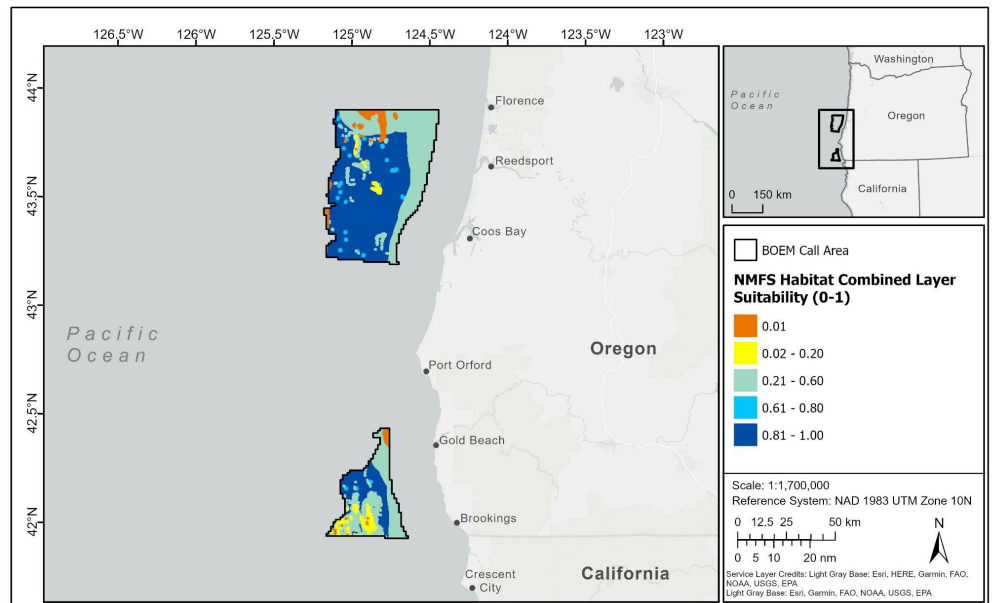 126,5°W 126°W 125,5°W 125°W 124,5°W 124°W 123,5°W 123°W
44°N
43,5°N
43°N
42,5°N
42°N
Florence
Reedsport
Coos Bay
Pacific
Ocean
Oregon
Port Orford
Gold Beach
Brookings
California
Crescent
City
Washington
Pacific
Ocean
Oregon
California
0 150 km
BOEM Call Area
NMFS Habitat Combined Layer
Suitability (0-1)
0.01
0.02 - 0.20
0.21 - 0.60
0.61 - 0.80
0.81 - 1.00
Scale: 1:1,700,000
Reference System: NAD 1983 UTM Zone 10N
0 12.5 25 50 km
0 5 10 20 nm
N
Service Layer Credits: Light Gray Base: Esri, HERE, Garmin, FAO,
NOAA, USGS, EPA
Light Gray Base: Esri, Garmin, FAO, NOAA, USGS, EPA